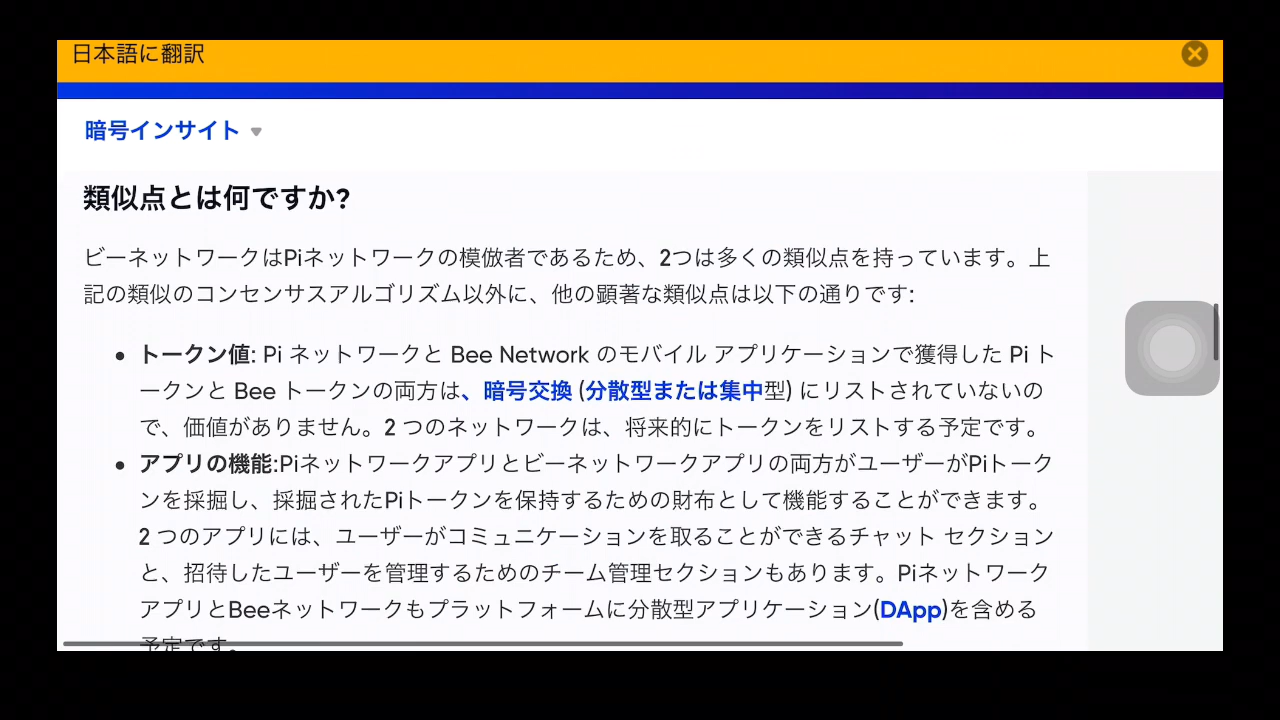 日本語に翻訳
暗号インサイト
類似点とは何ですか?
ビーネットワークはPiネットワークの模倣者であるため、2つは多くの類似点を持っています。上
記の類似のコンセンサスアルゴリズム以外に、他の顕著な類似点は以下の通りです:
• トークン値: Pi ネットワークと Bee Network のモバイル アプリケーションで獲得した Pi ト
ークンと Bee トークンの両方は、暗号交換 (分散型または集中型) にリストされていないの
で、価値がありません。2 つのネットワークは、将来的にトークンをリストする予定です。
• アプリの機能:Piネットワークアプリとビーネットワークアプリの両方がユーザーがPiトーク
ンを採掘し、採掘されたPiトークンを保持するための財布として機能することができます。
2 つのアプリには、ユーザーがコミュニケーションを取ることができるチャット セクション
と、招待したユーザーを管理するためのチーム管理セクションもあります。Piネットワーク
アプリとBeeネットワークもプラットフォームに分散型アプリケーション(DApp)を含める
予定です。